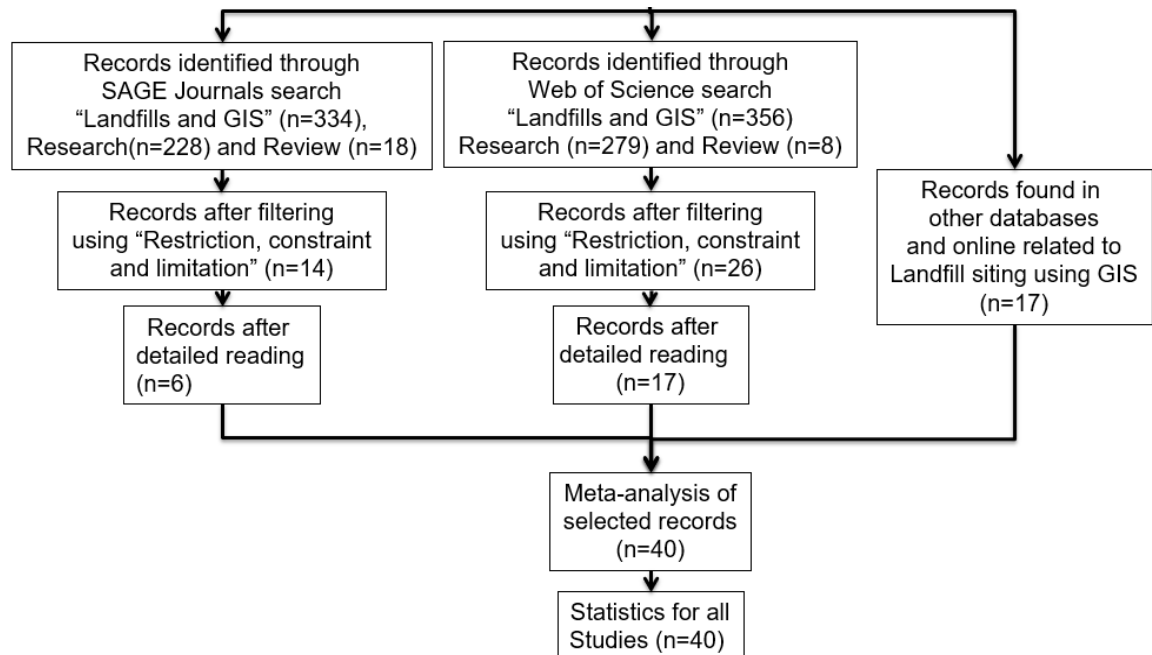 Records identified through
SAGE Journals search
“Landfills and GIS” (n=334),
Research(n=228) and Review (n=18)
Records identified through
Web of Science search
“Landfills and GIS” (n=356)
Research (n=279) and Review (n=8)
Records found in
other databases
and online related to
Landfill siting using GIS
(n=17)
Records after filtering
using “Restriction, constraint
and limitation” (n=14)
Records after filtering
using “Restriction, constraint
and limitation” (n=26)
Records after
detailed reading
(n=6)
Records after
detailed reading
(n=17)
Meta-analysis of
selected records
(n=40)
Statistics for all
Studies (n=40)